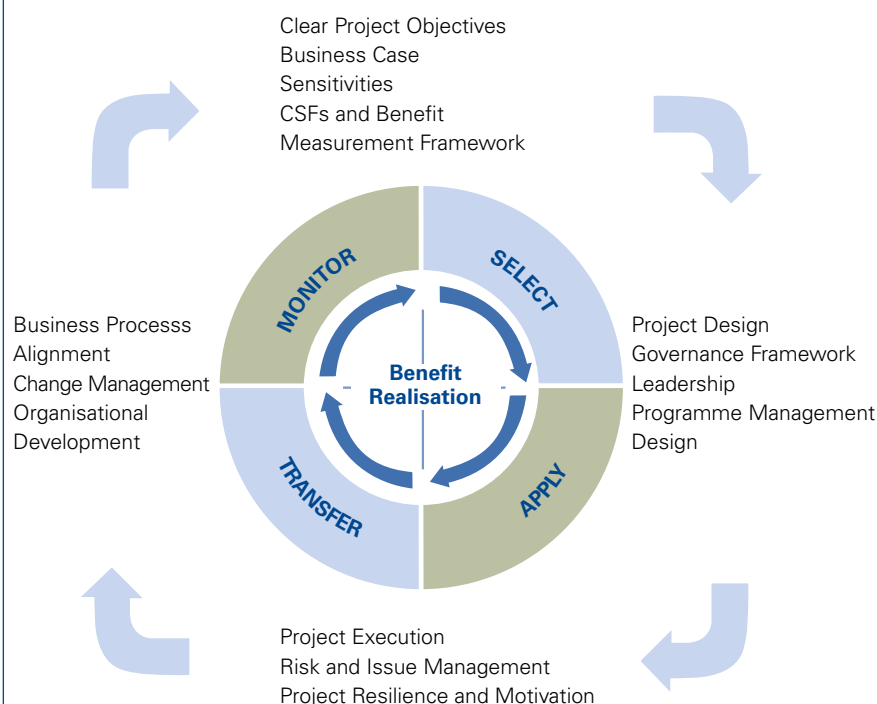 Clear Project Objectives
Business Case
Sensitivities
CSFs and Benefit
Measurement Framework
MONITOR
SELECT
Business Processs
Alignment
Change Management
Organisational
Development
Benefit
Realisation
Project Design
Governance Framework
Leadership
Programme Management
Design
TRANSFER
APPLY
Project Execution
Risk and Issue Management
Project Resilience and Motivation